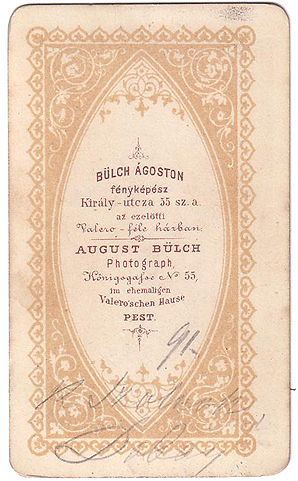 BÜLCH ÁGOSTON
fényképész
Király-utcza 55 sz. a.
az ezelőtti
Valero-féle házban.
AUGUST BÜLCH
Photograph,
Königsgasse No 55,
im ehemaligen
Valero'schen Hause
PEST.
91.